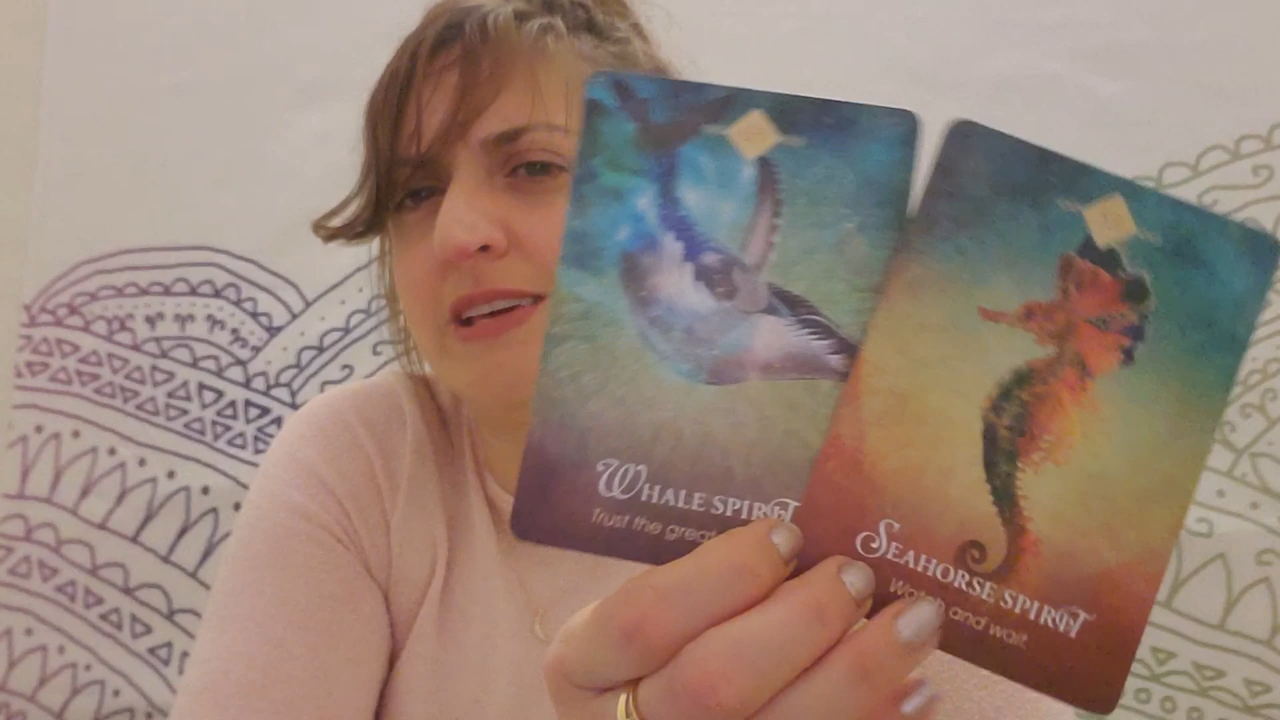 WHALE SPIRIT
Trust the great
SEAHORSE SPIRIT
Watch and wait